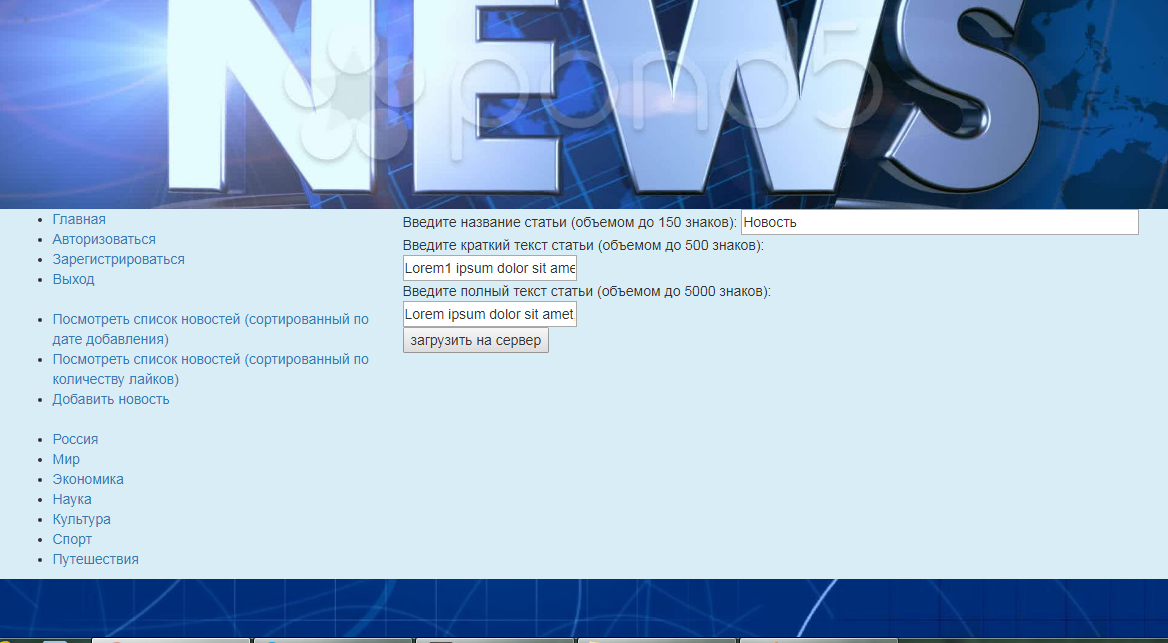 NEWS
pond5
Главная
Авторизоваться
Зарегистрироваться
Выход
Посмотреть список новостей (сортированный по
дате добавления)
Посмотреть список новостей (сортированный по
количеству лайков)
Добавить новость
Россия
Мир
Экономика
Наука
Культура
Спорт
Путешествия
Введите название статьи (объемом до 150 знаков): Новость
Введите краткий текст статьи (объемом до 500 знаков):
Lorem1 ipsum dolor sit ame
Введите полный текст статьи (объемом до 5000 знаков):
Lorem ipsum dolor sit amet
загрузить на сервер